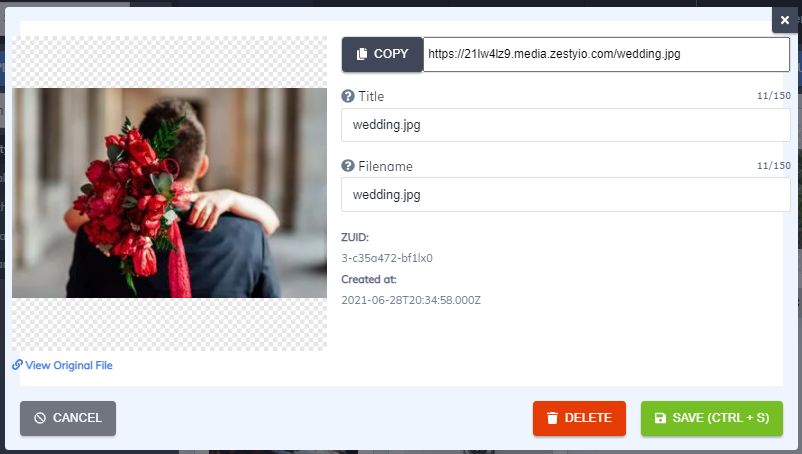 COPY https://21lw4lz9.media.zestyio.com/wedding.jpg
Title 11/150
wedding.jpg
Filename 11/150
wedding.jpg
ZUID:
3-c35a472-bf1lx0
Created at:
2021-06-28T20:34:58.000Z
View Original File
CANCEL DELETE SAVE (CTRL + S)